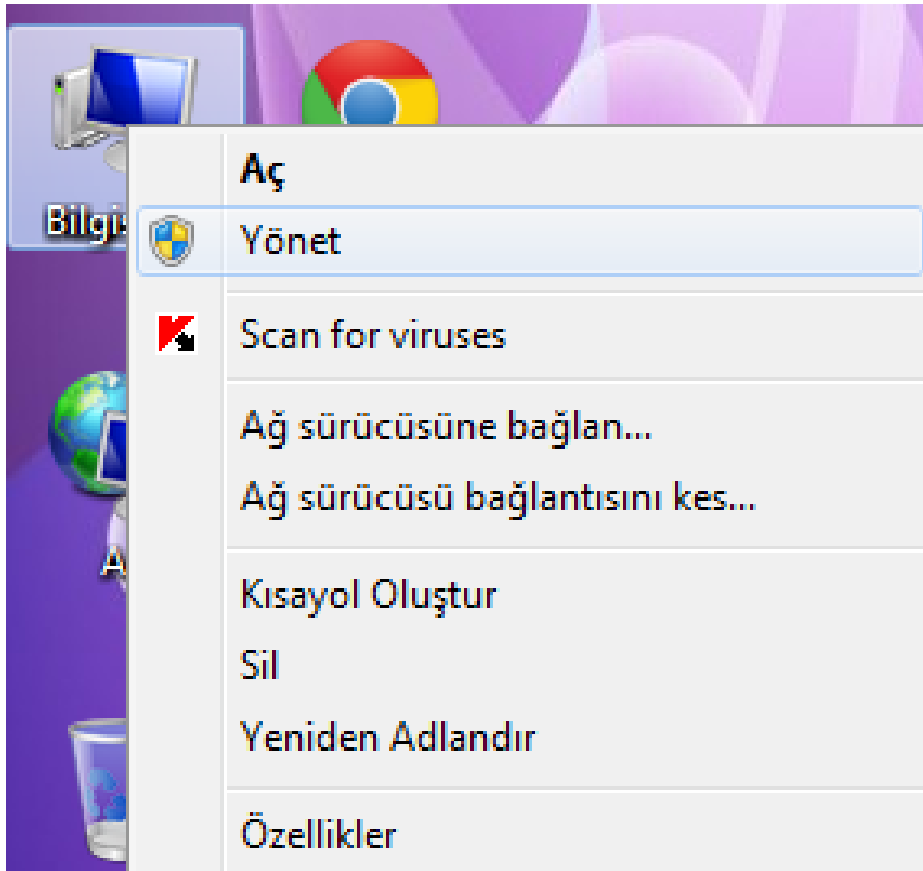 Aç
Yönet
Scan for viruses
Ağ sürücüsüne bağlan...
Ağ sürücüsü bağlantısını kes...
Kısayol Oluştur
Sil
Yeniden Adlandır
Özellikler